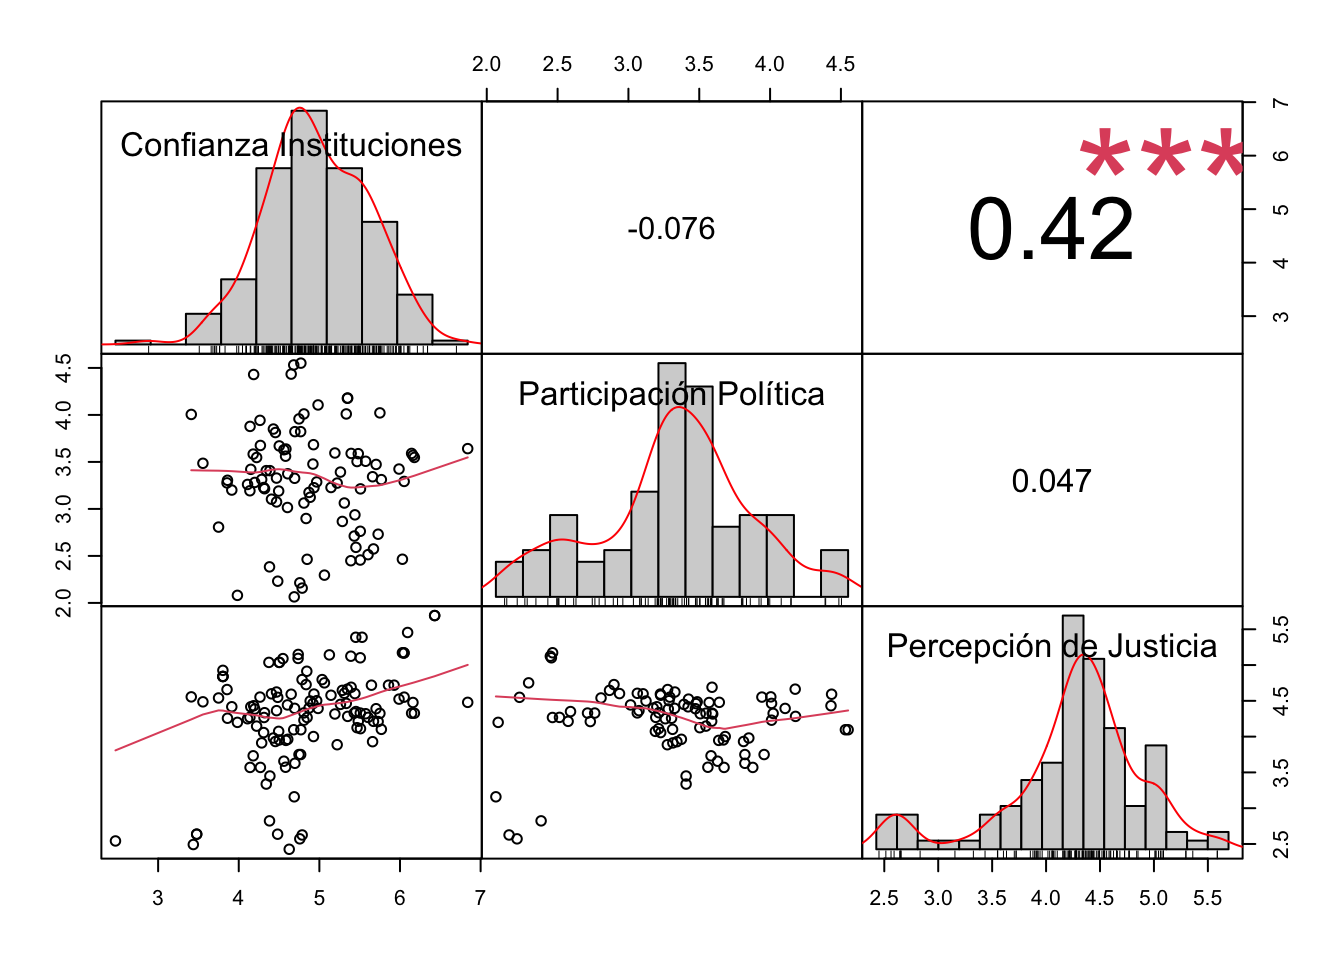 2.0 2.5 3.0 3.5 4.0 4.5
Confianza Instituciones
-0.076
***
0.42
3 4 5 6 7
2.0 2.5 3.0 3.5 4.0 4.5
Participación Política
0.047
Percepción de Justicia
2.5 3.5 4.5 5.5
3 4 5 6 7
2.5 3.0 3.5 4.0 4.5 5.0 5.5